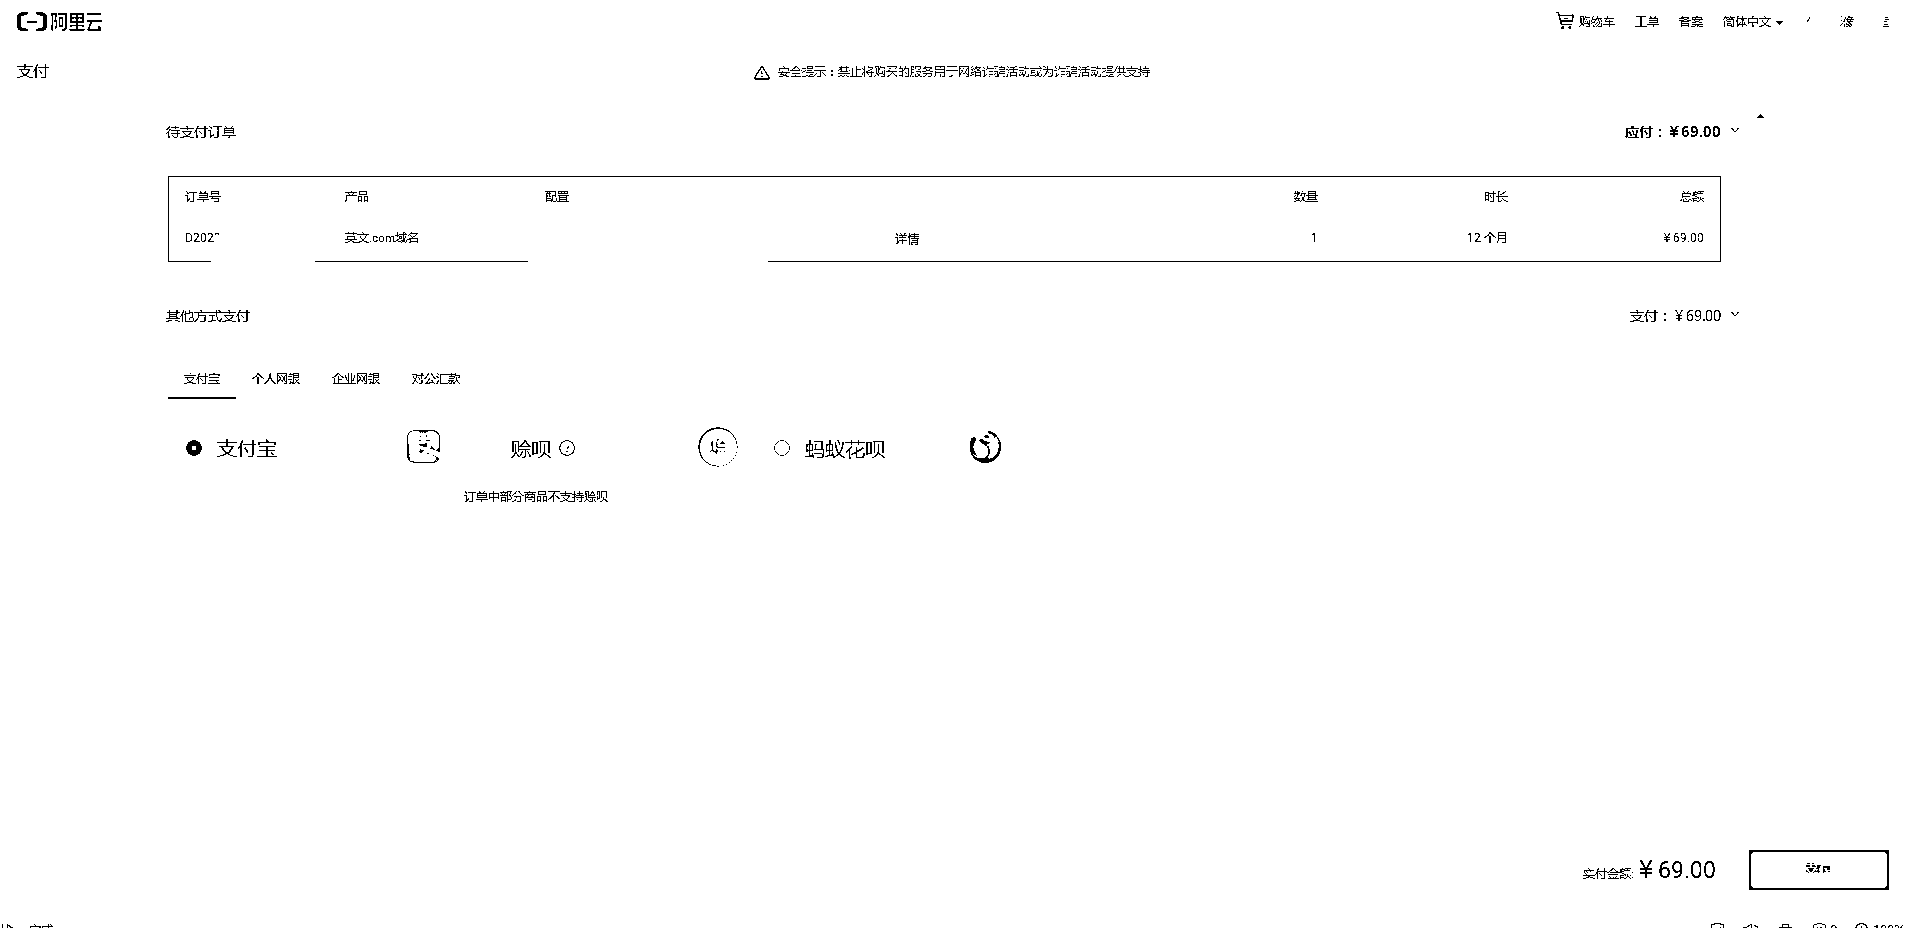 阿里云
购物车 工单 备案 简体中文
支付
安全提示：禁止将购买的服务用于网络诈骗活动或为诈骗活动提供支持
待支付订单 应付：¥69.00
订单号 产品 配置 数量 时长 总额
D202 英文.com域名 详情 1 12个月 ¥69.00
其他方式支付 支付：¥69.00
支付宝 个人网银 企业网银 对公汇款
支付宝 赊呗 蚂蚁花呗
订单中部分商品不支持赊呗
实付金额: ¥69.00